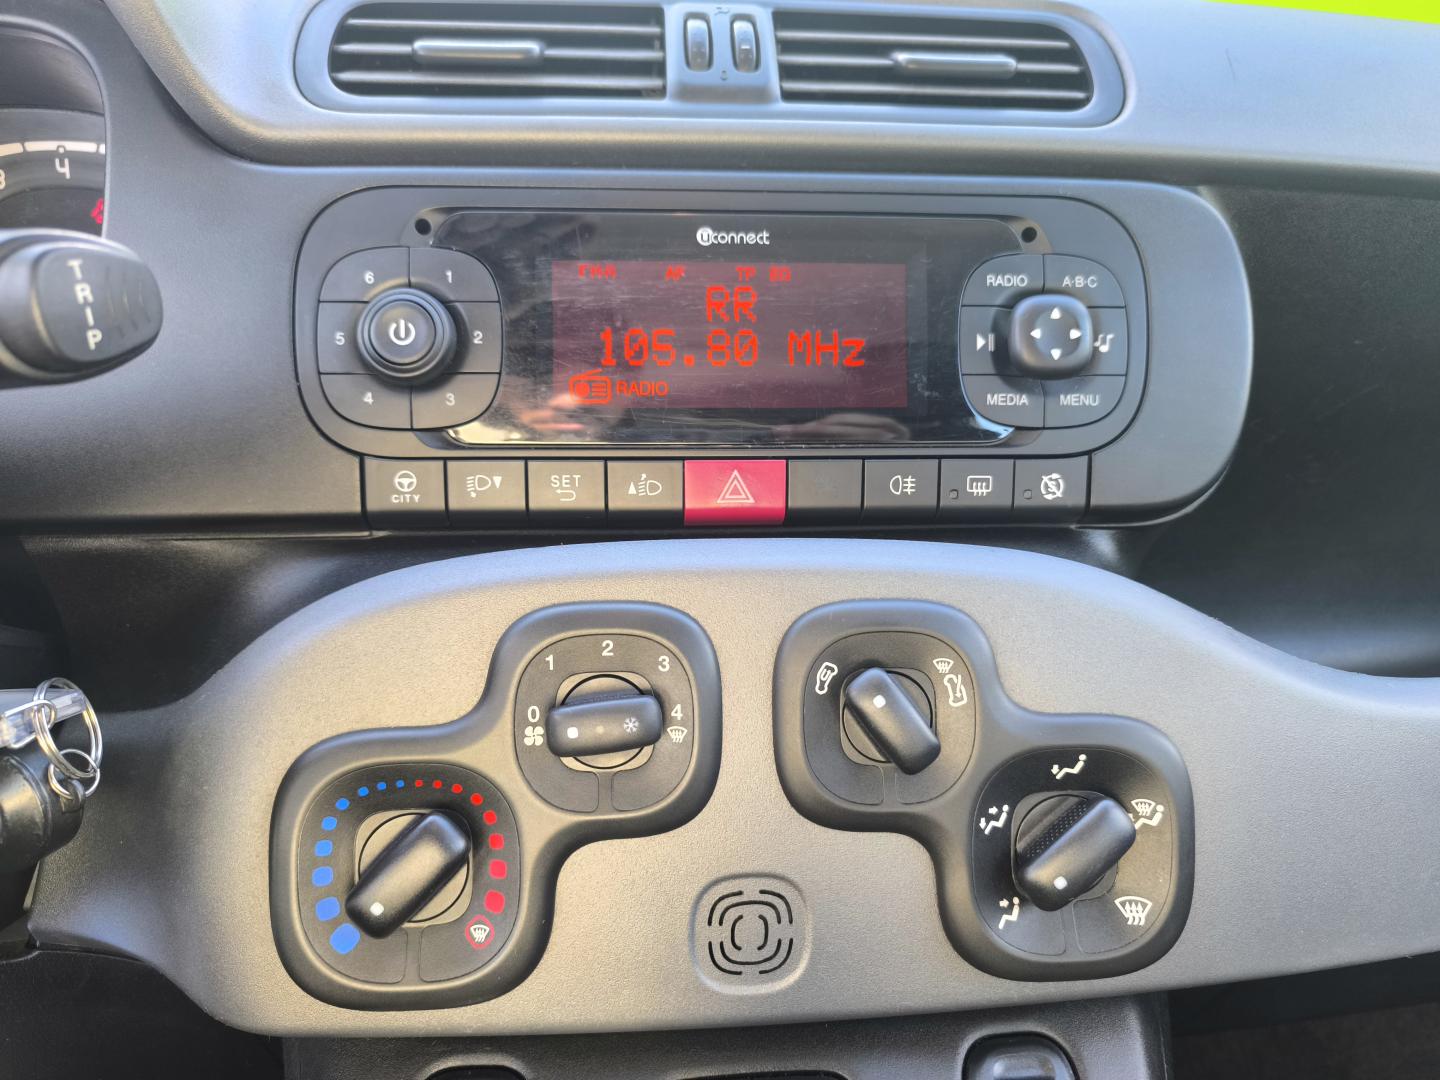 4
TRIP
uconnect
FM-A AF TP EQ
RR
105.80 MHz
RADIO
6 1
5 2
4 3
RADIO A·B·C
MEDIA MENU
CITY
SET
0 1 2 3 4